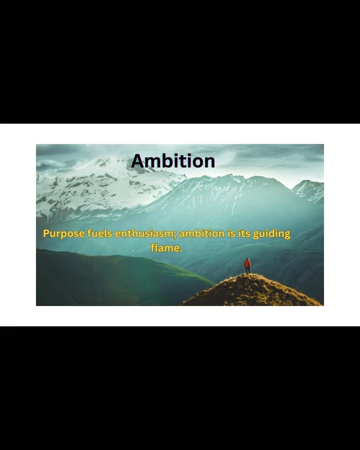 Ambition
Purpose fuels enthusiasm; ambition is its guiding
flame.